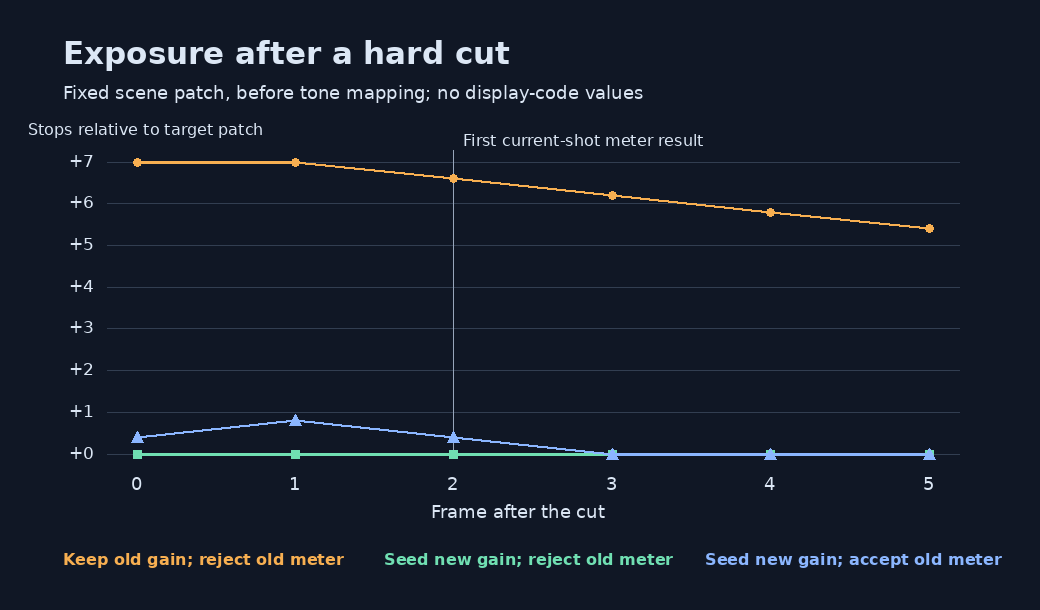 Exposure after a hard cut
Fixed scene patch, before tone mapping; no display-code values
Stops relative to target patch
First current-shot meter result
+7
+6
+5
+4
+3
+2
+1
+0
0 1 2 3 4 5
Frame after the cut
Keep old gain; reject old meter Seed new gain; reject old meter Seed new gain; accept old meter